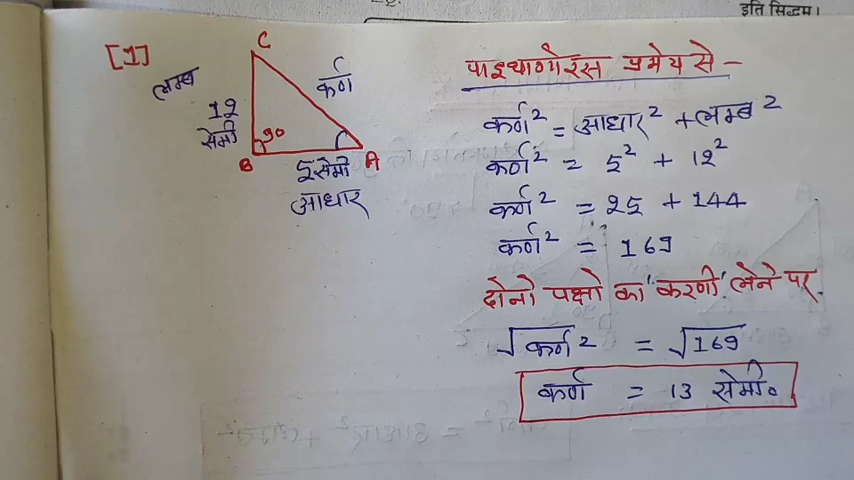 इति सिद्धम।
[1]
C
लम्ब
कर्ण
12
सेमी
90
B
A
5 सेमी
आधार
पाइथागोरस प्रमेय से -
कर्ण² = आधार² + लम्ब²
कर्ण² = 5² + 12²
कर्ण² = 25 + 144
कर्ण² = 169
दोनो पक्षो का 'करणी' लेने पर.
√कर्ण² = √169
कर्ण = 13 सेमी०